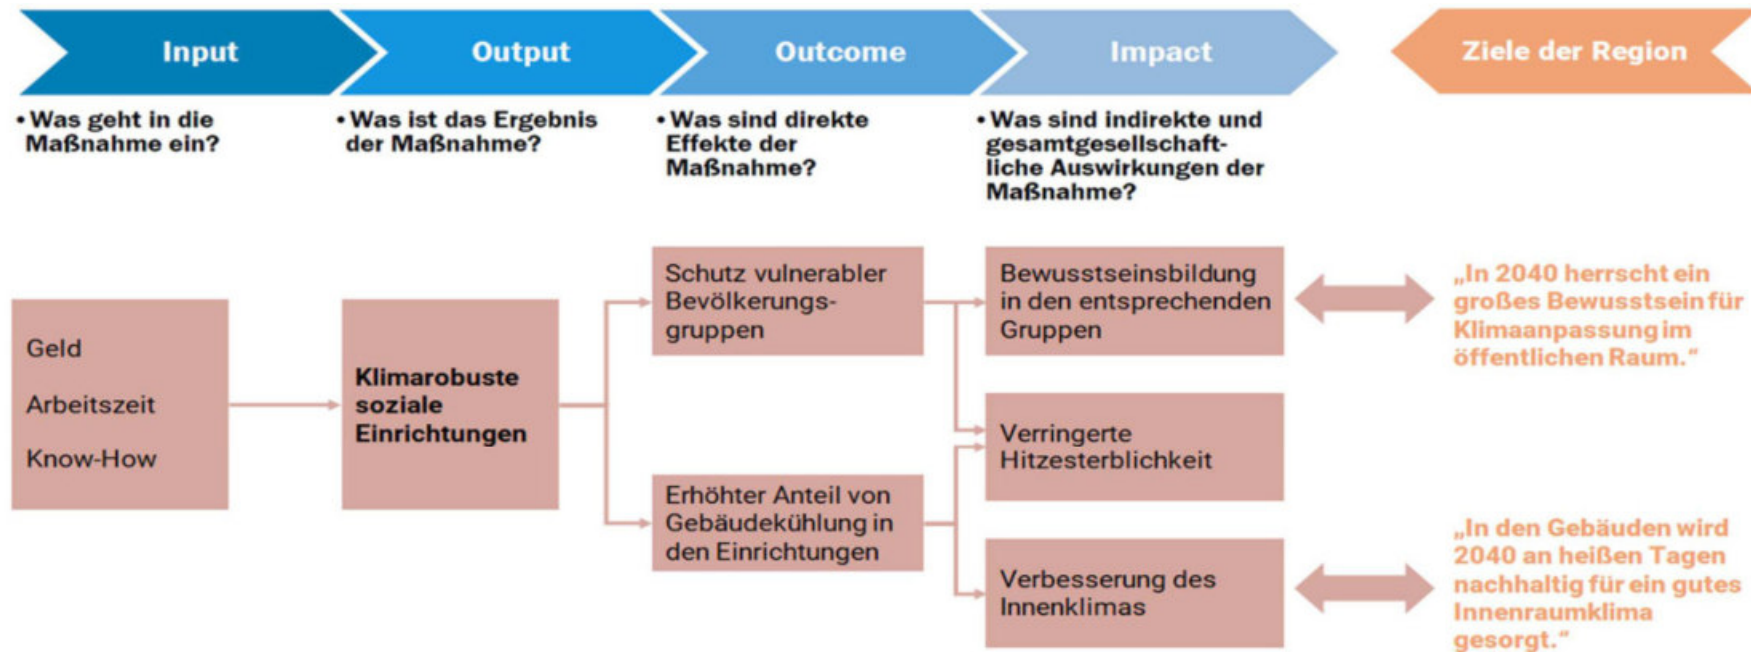 Input
Output
Outcome
Impact
Ziele der Region
• Was geht in die
Maßnahme ein?
• Was ist das Ergebnis
der Maßnahme?
• Was sind direkte
Effekte der
Maßnahme?
• Was sind indirekte und
gesamtgesellschaft-
liche Auswirkungen der
Maßnahme?
Geld
Arbeitszeit
Know-How
Klimarobuste
soziale
Einrichtungen
Schutz vulnerabler
Bevölkerungs-
gruppen
Erhöhter Anteil von
Gebäudekühlung in
den Einrichtungen
Bewusstseinsbildung
in den entsprechenden
Gruppen
Verringerte
Hitzesterblichkeit
Verbesserung des
Innenklimas
„In 2040 herrscht ein
großes Bewusstsein für
Klimaanpassung im
öffentlichen Raum.“
„In den Gebäuden wird
2040 an heißen Tagen
nachhaltig für ein gutes
Innenraumklima
gesorgt.“